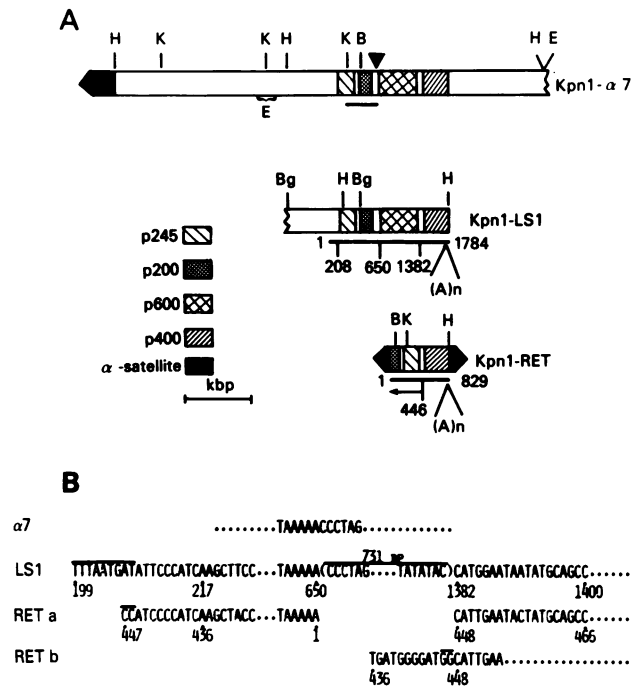 A
H K K H K B H E
Kpn1-α 7
E
Bg H Bg H
Kpn1-LS1
1 1784
208 650 1382
(A)n
p245
p200
p600
p400
α-satellite
kbp
B K H
Kpn1-RET
1 829
446
(A)n
B
α7 ........TAAAAACCCTAG............
731 bp
LS1 TTTAATGATATTCCCATCAAGCTTCC...TAAAAA(CCCTAG....TATATAC)CATGGAATAATATGCAGCC......
199 217 650 1382 1400
RET a CCATCCCCATCAAGCTACC...TAAAAA CATTGAATACTATGCAGCC......
447 436 1 448 466
RET b TGATGGGGATGGCATTGAA..................
436 448